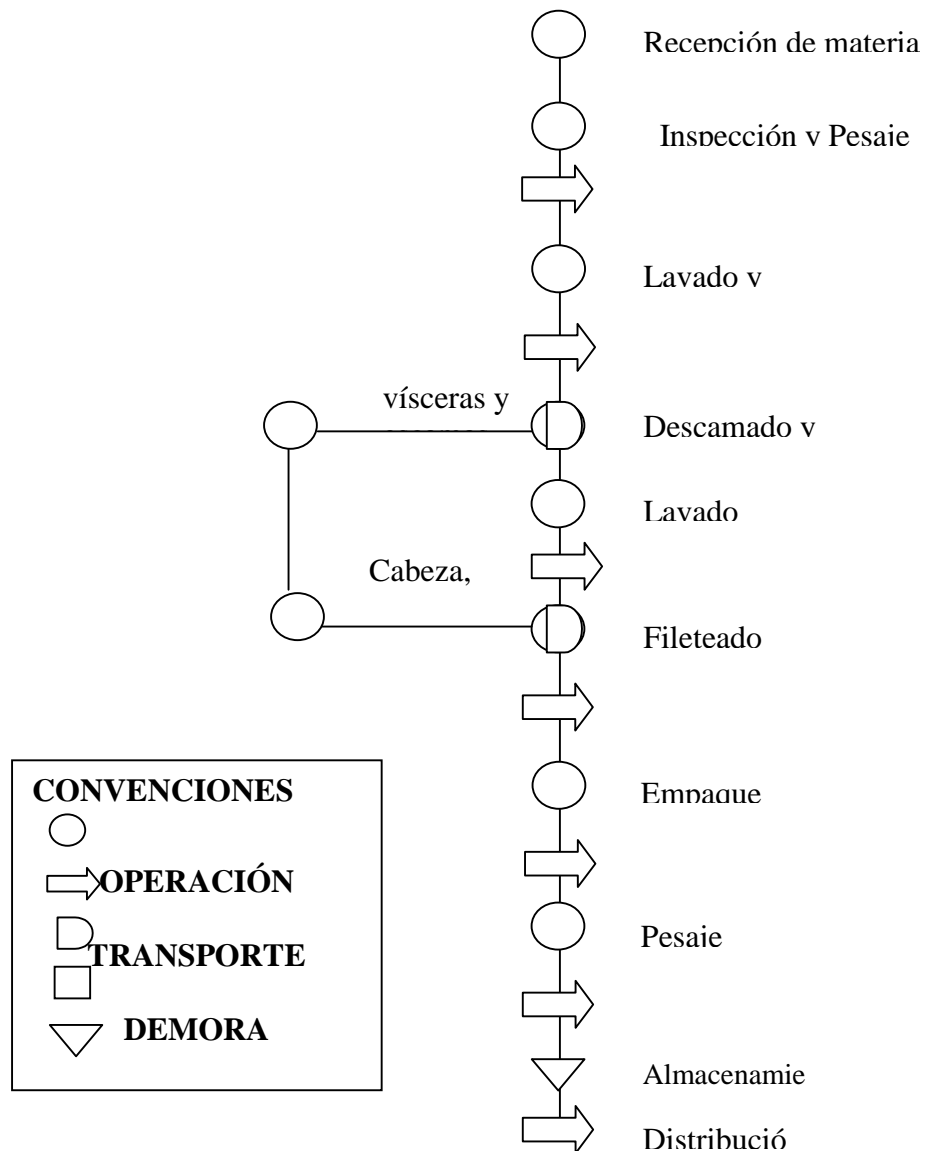 Recepción de materia
Inspección y Pesaje
Lavado y
vísceras y
Descamado y
Lavado
Cabeza,
Fileteado
CONVENCIONES
OPERACIÓN
TRANSPORTE
DEMORA
Empaque
Pesaje
Almacenamie
Distribució